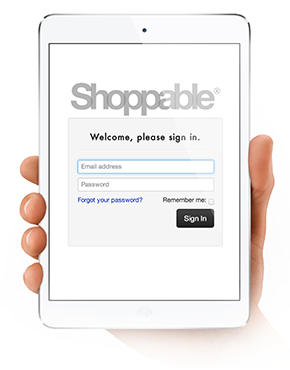 Shoppable®
Welcome, please sign in.
Email address
Password
Forgot your password? Remember me:
Sign In